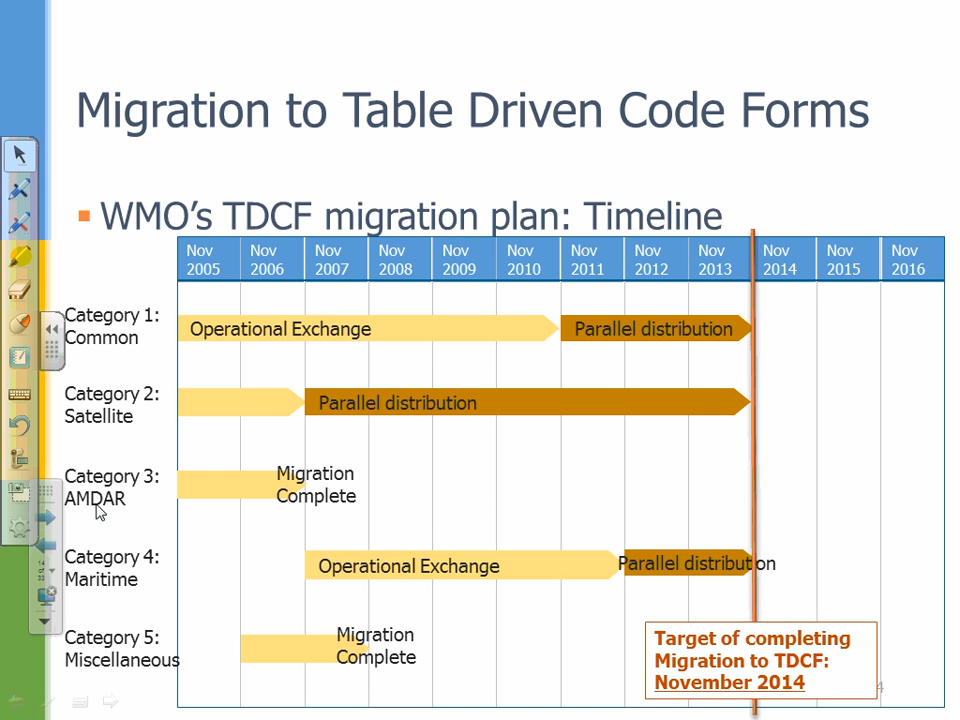 Migration to Table Driven Code Forms
WMO's TDCF migration plan: Timeline
Nov 2005 Nov 2006 Nov 2007 Nov 2008 Nov 2009 Nov 2010 Nov 2011 Nov 2012 Nov 2013 Nov 2014 Nov 2015 Nov 2016
Category 1:
Common
Operational Exchange
Parallel distribution
Category 2:
Satellite
Parallel distribution
Category 3:
AMDAR
Migration
Complete
Category 4:
Maritime
Operational Exchange
Parallel distribution
Category 5:
Miscellaneous
Migration
Complete
Target of completing
Migration to TDCF:
November 2014
4